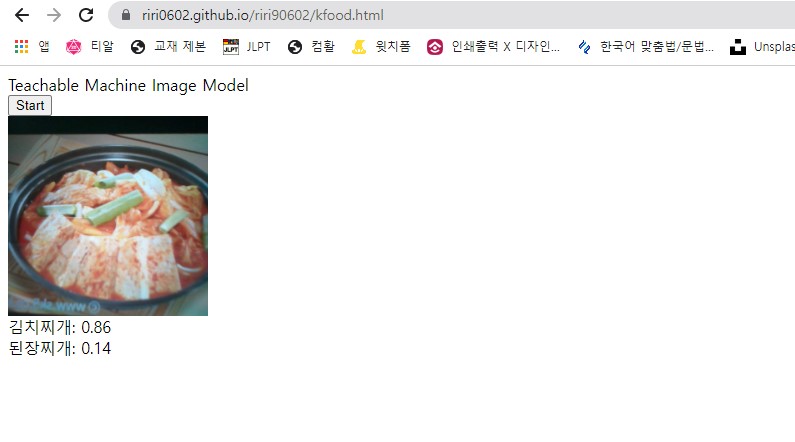 riri0602.github.io/riri90602/kfood.html
앱 티알 교재 제본 JLPT 컴활 윗치폼 인쇄출력 X 디자인... 한국어 맞춤법/문법... Unsplas
Teachable Machine Image Model
Start
김치찌개: 0.86
된장찌개: 0.14